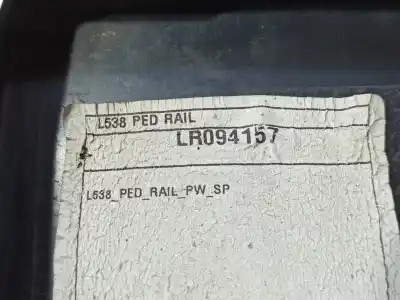 L538 PED RAIL
LR094157
L538_PED_RAIL_PW_SP